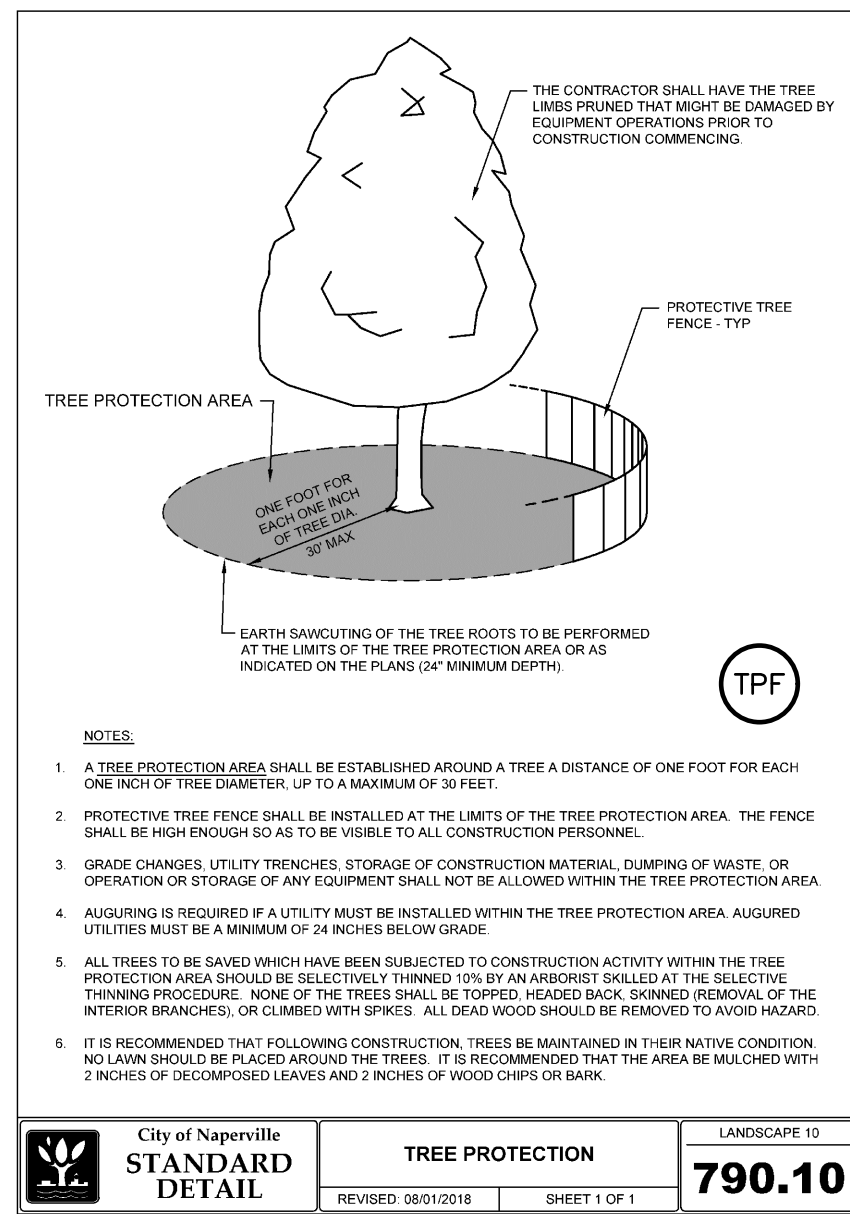 THE CONTRACTOR SHALL HAVE THE TREE
LIMBS PRUNED THAT MIGHT BE DAMAGED BY
EQUIPMENT OPERATIONS PRIOR TO
CONSTRUCTION COMMENCING.
PROTECTIVE TREE
FENCE - TYP
TREE PROTECTION AREA
ONE FOOT FOR
EACH ONE INCH
OF TREE DIA.
30' MAX
EARTH SAWCUTING OF THE TREE ROOTS TO BE PERFORMED
AT THE LIMITS OF THE TREE PROTECTION AREA OR AS
INDICATED ON THE PLANS (24" MINIMUM DEPTH).
TPF
NOTES:
1. A TREE PROTECTION AREA SHALL BE ESTABLISHED AROUND A TREE A DISTANCE OF ONE FOOT FOR EACH
ONE INCH OF TREE DIAMETER, UP TO A MAXIMUM OF 30 FEET.
2. PROTECTIVE TREE FENCE SHALL BE INSTALLED AT THE LIMITS OF THE TREE PROTECTION AREA. THE FENCE
SHALL BE HIGH ENOUGH SO AS TO BE VISIBLE TO ALL CONSTRUCTION PERSONNEL.
3. GRADE CHANGES, UTILITY TRENCHES, STORAGE OF CONSTRUCTION MATERIAL, DUMPING OF WASTE, OR
OPERATION OR STORAGE OF ANY EQUIPMENT SHALL NOT BE ALLOWED WITHIN THE TREE PROTECTION AREA.
4. AUGURING IS REQUIRED IF A UTILITY MUST BE INSTALLED WITHIN THE TREE PROTECTION AREA. AUGURED
UTILITIES MUST BE A MINIMUM OF 24 INCHES BELOW GRADE.
5. ALL TREES TO BE SAVED WHICH HAVE BEEN SUBJECTED TO CONSTRUCTION ACTIVITY WITHIN THE TREE
PROTECTION AREA SHOULD BE SELECTIVELY THINNED 10% BY AN ARBORIST SKILLED AT THE SELECTIVE
THINNING PROCEDURE. NONE OF THE TREES SHALL BE TOPPED, HEADED BACK, SKINNED (REMOVAL OF THE
INTERIOR BRANCHES), OR CLIMBED WITH SPIKES. ALL DEAD WOOD SHOULD BE REMOVED TO AVOID HAZARD.
6. IT IS RECOMMENDED THAT FOLLOWING CONSTRUCTION, TREES BE MAINTAINED IN THEIR NATIVE CONDITION.
NO LAWN SHOULD BE PLACED AROUND THE TREES. IT IS RECOMMENDED THAT THE AREA BE MULCHED WITH
2 INCHES OF DECOMPOSED LEAVES AND 2 INCHES OF WOOD CHIPS OR BARK.
City of Naperville
STANDARD
DETAIL
TREE PROTECTION
REVISED: 08/01/2018
SHEET 1 OF 1
LANDSCAPE 10
790.10